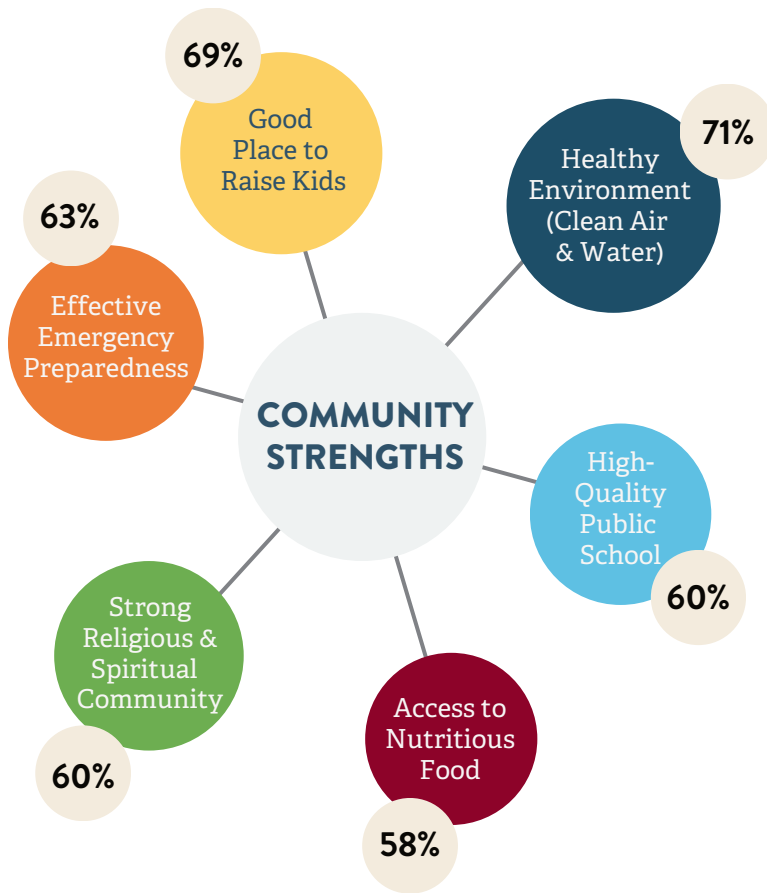 69%
Good
Place to
Raise Kids
71%
Healthy
Environment
(Clean Air
& Water)
63%
Effective
Emergency
Preparedness
COMMUNITY
STRENGTHS
High-
Quality
Public
School
60%
Strong
Religious &
Spiritual
Community
60%
Access to
Nutritious
Food
58%